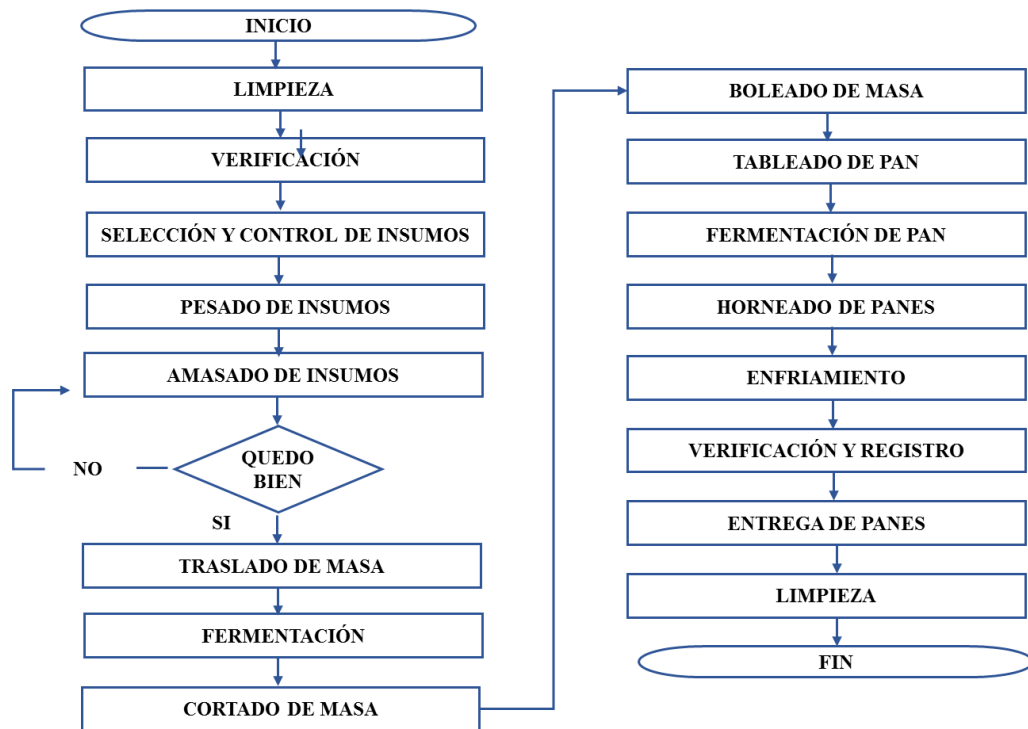 INICIO
LIMPIEZA
VERIFICACIÓN
SELECCIÓN Y CONTROL DE INSUMOS
PESADO DE INSUMOS
AMASADO DE INSUMOS
QUEDO
BIEN
NO
SI
TRASLADO DE MASA
FERMENTACIÓN
CORTADO DE MASA
BOLEADO DE MASA
TABLEADO DE PAN
FERMENTACIÓN DE PAN
HORNEADO DE PANES
ENFRIAMIENTO
VERIFICACIÓN Y REGISTRO
ENTREGA DE PANES
LIMPIEZA
FIN